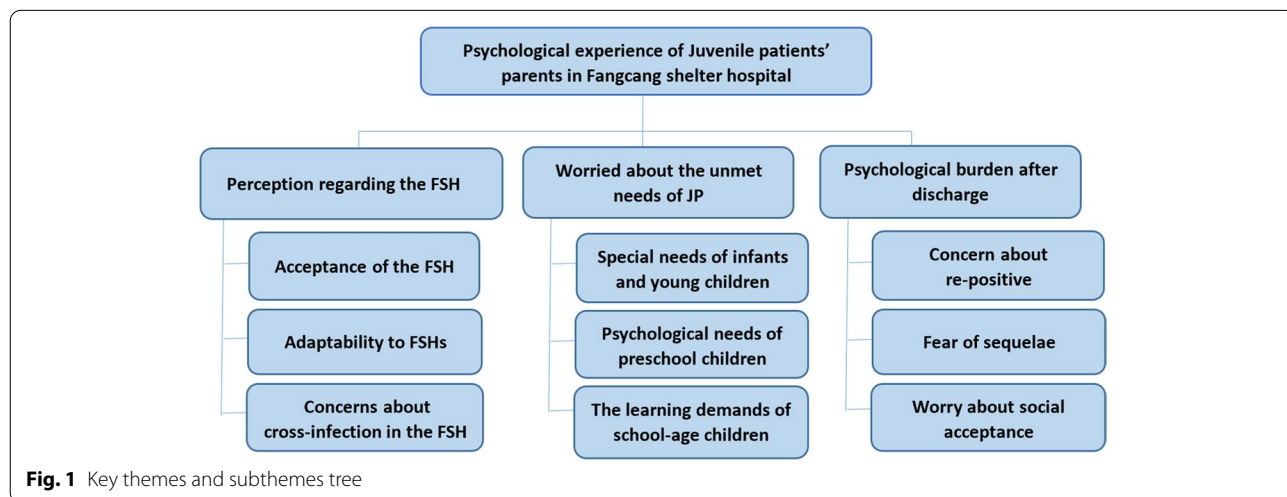 Psychological experience of Juvenile patients’
parents in Fangcang shelter hospital
Perception regarding the FSH
Acceptance of the FSH
Adaptability to FSHs
Concerns about
cross-infection in the FSH
Worried about the unmet
needs of JP
Special needs of infants
and young children
Psychological needs of
preschool children
The learning demands of
school-age children
Psychological burden after
discharge
Concern about
re-positive
Fear of sequelae
Worry about social
acceptance
Fig. 1 Key themes and subthemes tree